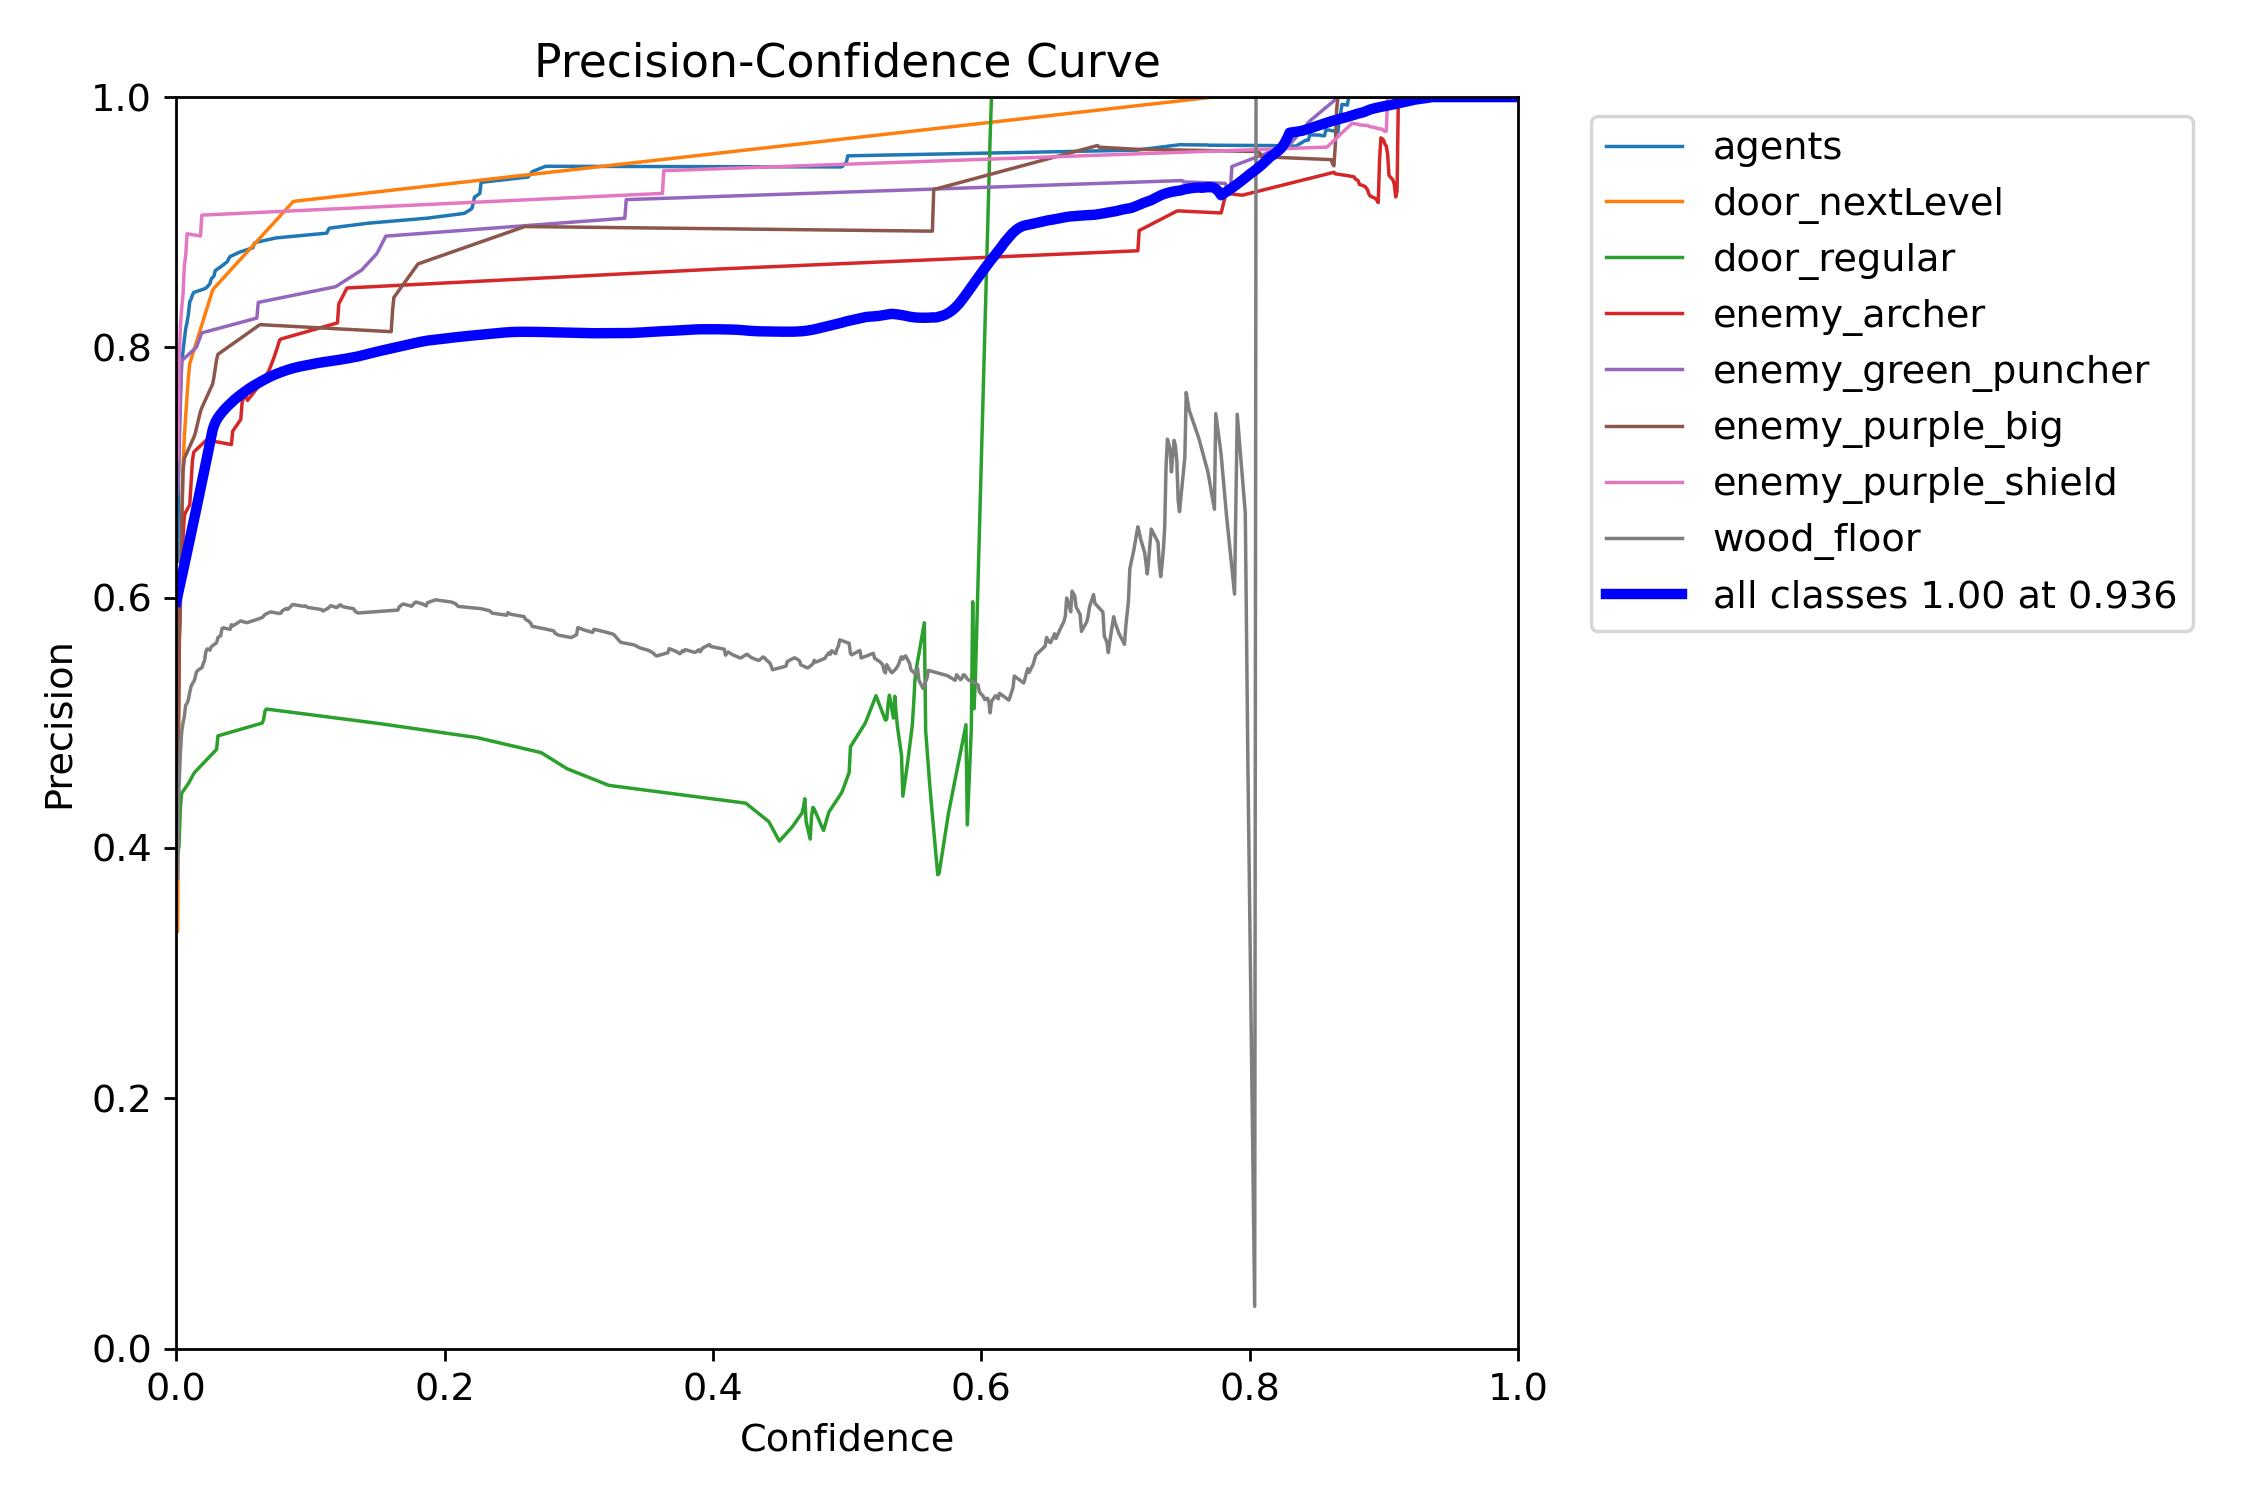 Precision-Confidence Curve
1.0
0.8
0.6
0.4
0.2
0.0
Precision
0.0 0.2 0.4 0.6 0.8 1.0
Confidence
agents
door_nextLevel
door_regular
enemy_archer
enemy_green_puncher
enemy_purple_big
enemy_purple_shield
wood_floor
all classes 1.00 at 0.936